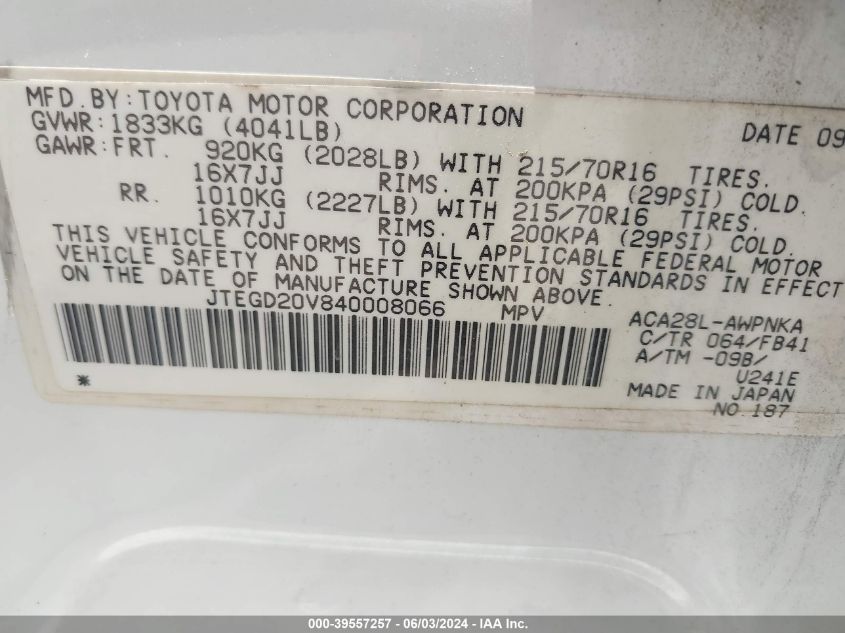 MFD.BY:TOYOTA MOTOR CORPORATION DATE 09
GVWR:1833KG (4041LB)
GAWR:FRT. 920KG (2028LB) WITH 215/70R16 TIRES.
16X7JJ RIMS. AT 200KPA (29PSI) COLD.
RR. 1010KG (2227LB) WITH 215/70R16 TIRES.
16X7JJ RIMS. AT 200KPA (29PSI) COLD.
THIS VEHICLE CONFORMS TO ALL APPLICABLE FEDERAL MOTOR
VEHICLE SAFETY AND THEFT PREVENTION STANDARDS IN EFFECT
ON THE DATE OF MANUFACTURE SHOWN ABOVE.
JTEGD20V840008066 MPV
ACA28L-AWPNKA
C/TR 064/FB41
A/TM -09B/
U241E
MADE IN JAPAN
NO.187
*
000-39557257 - 06/03/2024 - IAA Inc.